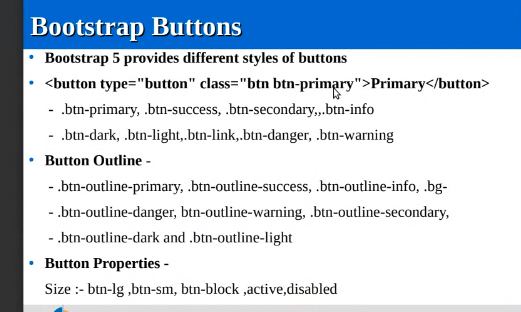 Bootstrap Buttons
• Bootstrap 5 provides different styles of buttons
• <button type="button" class="btn btn-primary">Primary</button>
- .btn-primary, .btn-success, .btn-secondary,,.btn-info
- .btn-dark, .btn-light,.btn-link,.btn-danger, .btn-warning
• Button Outline -
- .btn-outline-primary, .btn-outline-success, .btn-outline-info, .bg-
- .btn-outline-danger, btn-outline-warning, .btn-outline-secondary,
- .btn-outline-dark and .btn-outline-light
• Button Properties -
Size :- btn-lg ,btn-sm, btn-block ,active,disabled